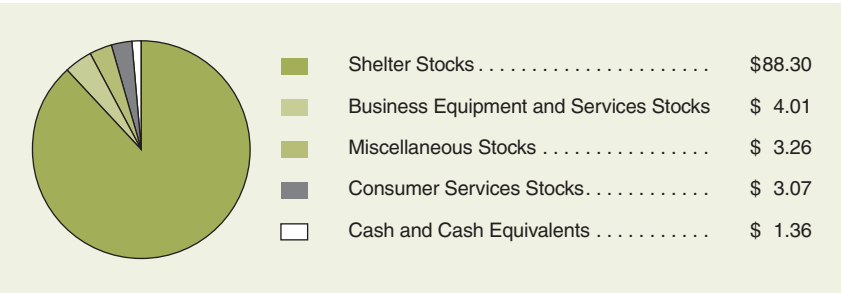 Shelter Stocks . . . . . . . . . . . . . . . . . . . . . . $88.30
Business Equipment and Services Stocks $ 4.01
Miscellaneous Stocks . . . . . . . . . . . . . . . . $ 3.26
Consumer Services Stocks. . . . . . . . . . . . $ 3.07
Cash and Cash Equivalents . . . . . . . . . . . $ 1.36